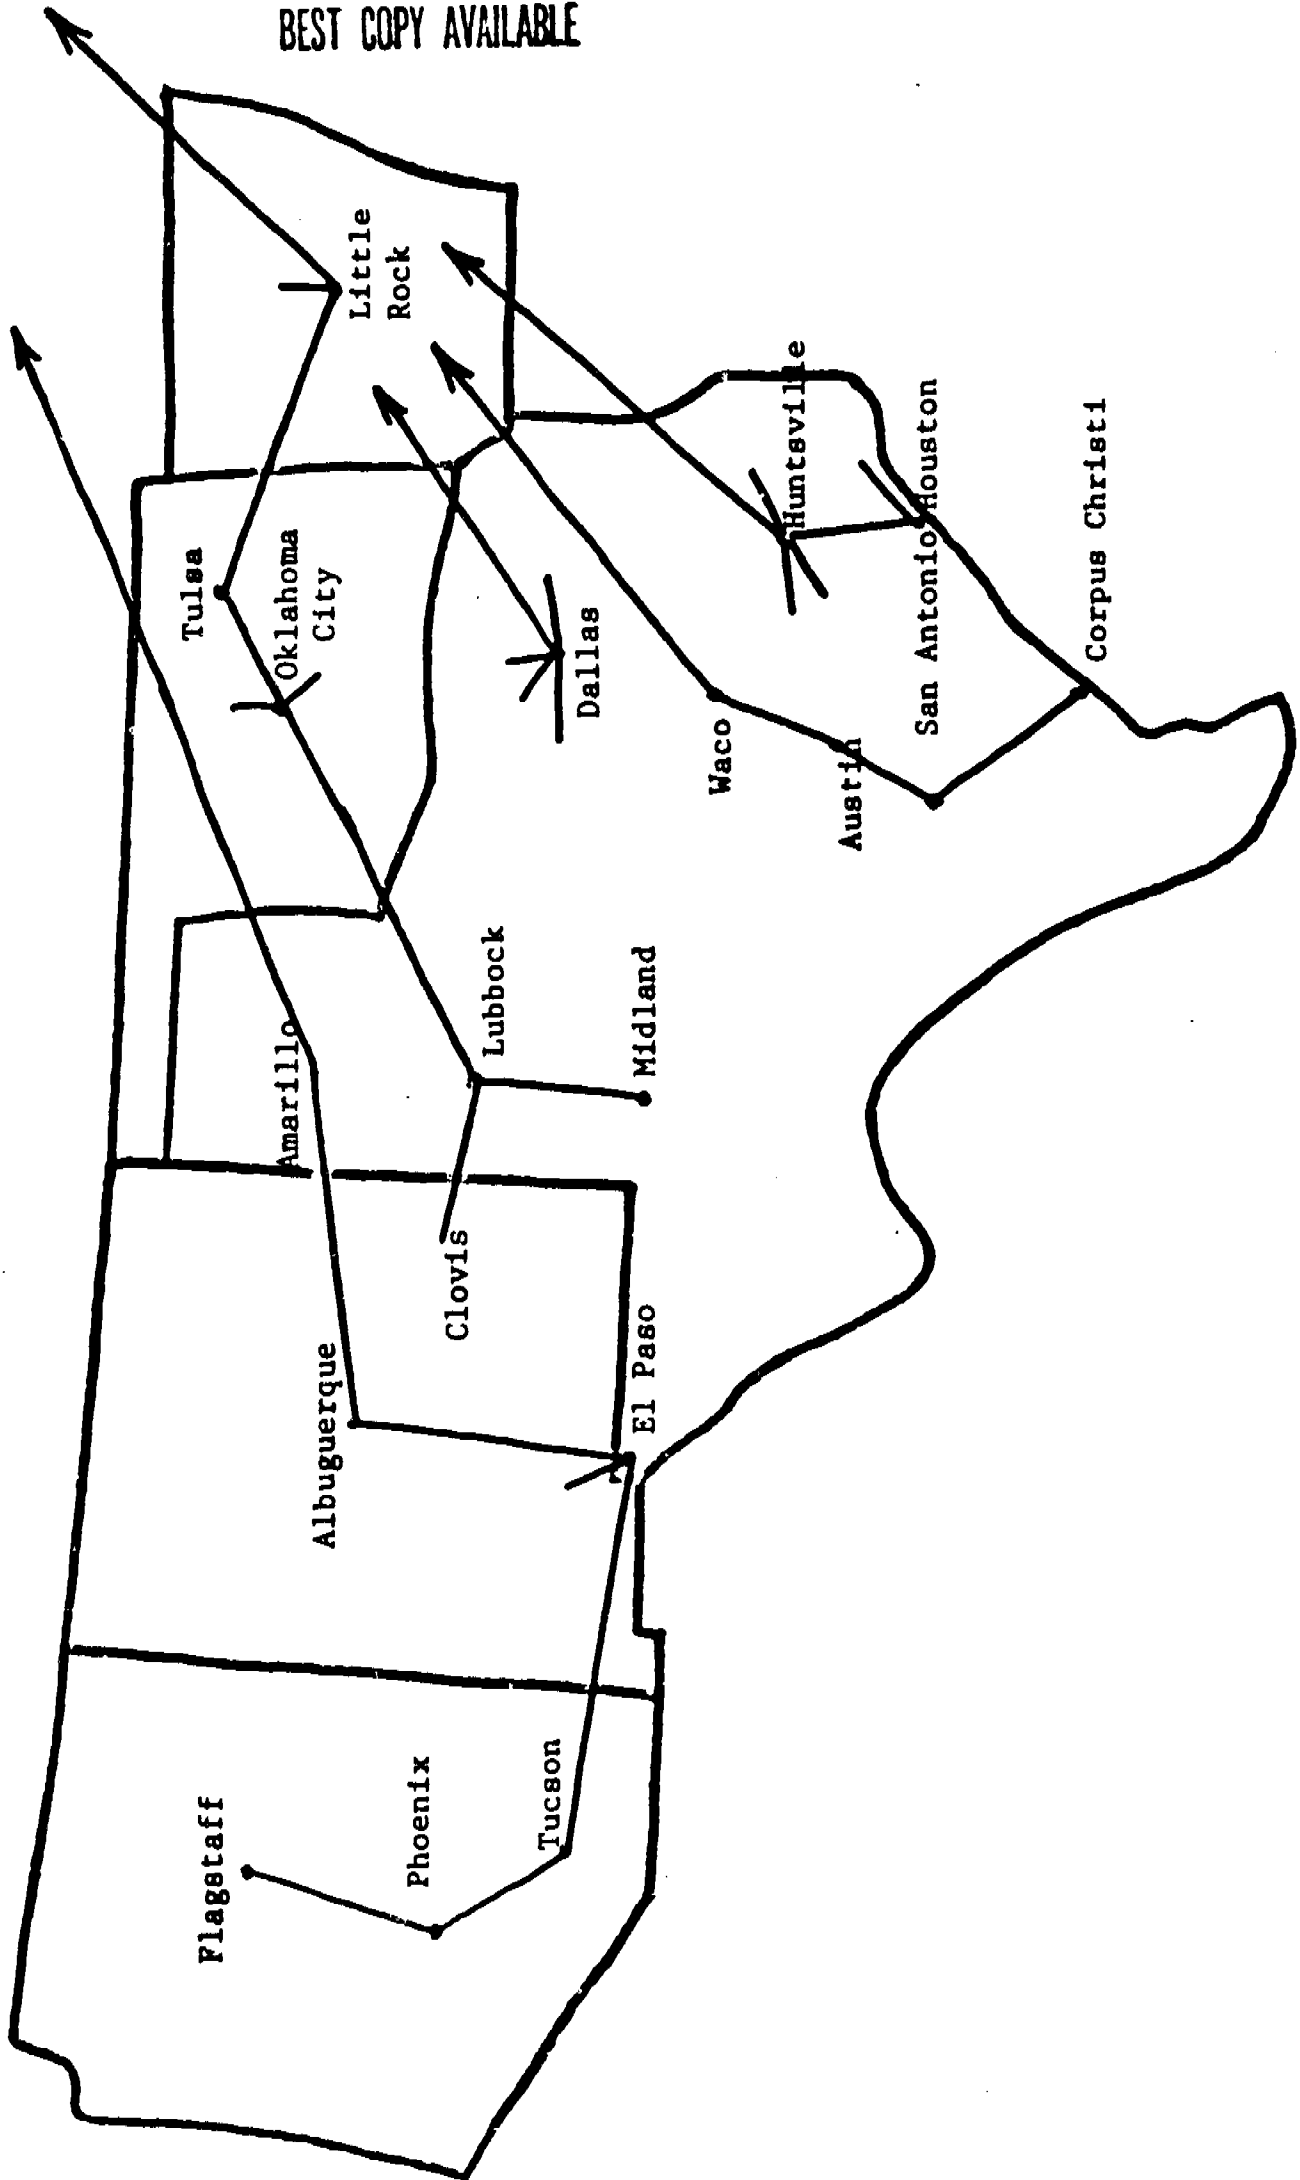 BEST COPY AVAILABLE
Flagstaff
Phoenix
Tucson
Albuguerque
El Paso
Clovis
Amarillo
Lubbock
Midland
Tulsa
Oklahoma
City
Little
Rock
Dallas
Waco
Austin
Huntsville
San Antonio
Houston
Corpus Christi